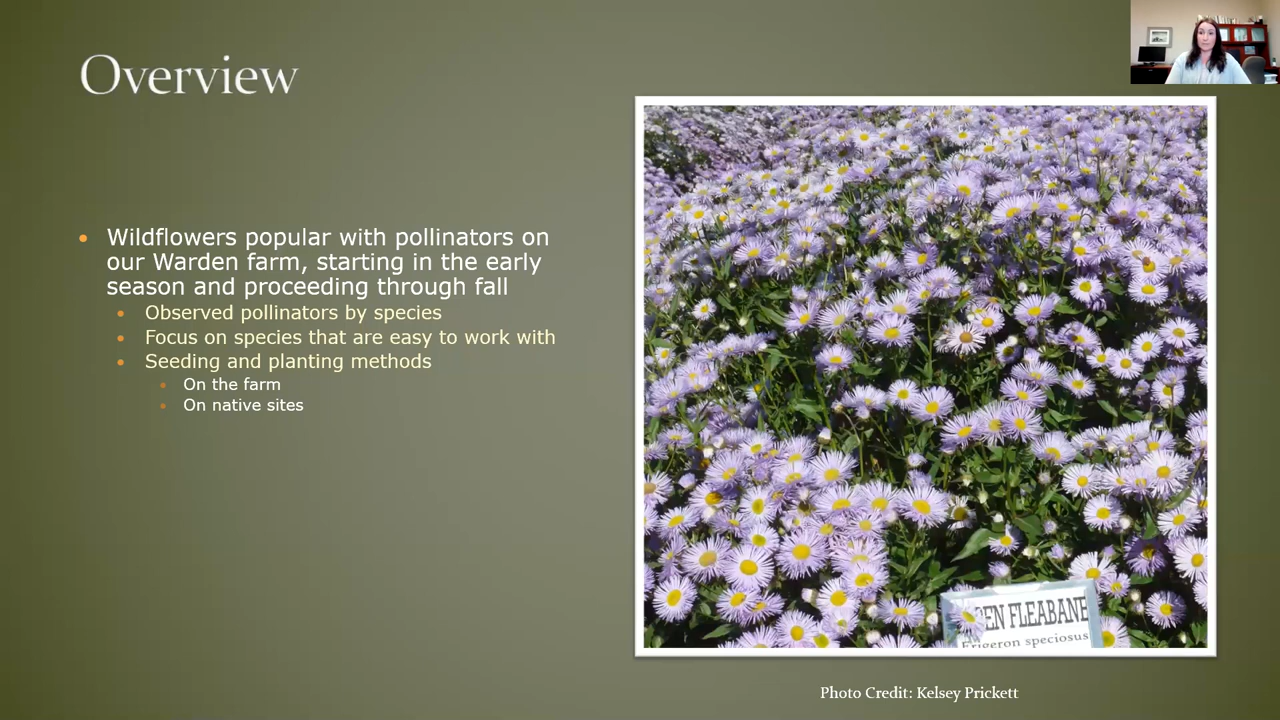 Overview
Wildflowers popular with pollinators on
our Warden farm, starting in the early
season and proceeding through fall
Observed pollinators by species
Focus on species that are easy to work with
Seeding and planting methods
On the farm
On native sites
FLEABANE
Erigeron speciosus
Photo Credit: Kelsey Prickett